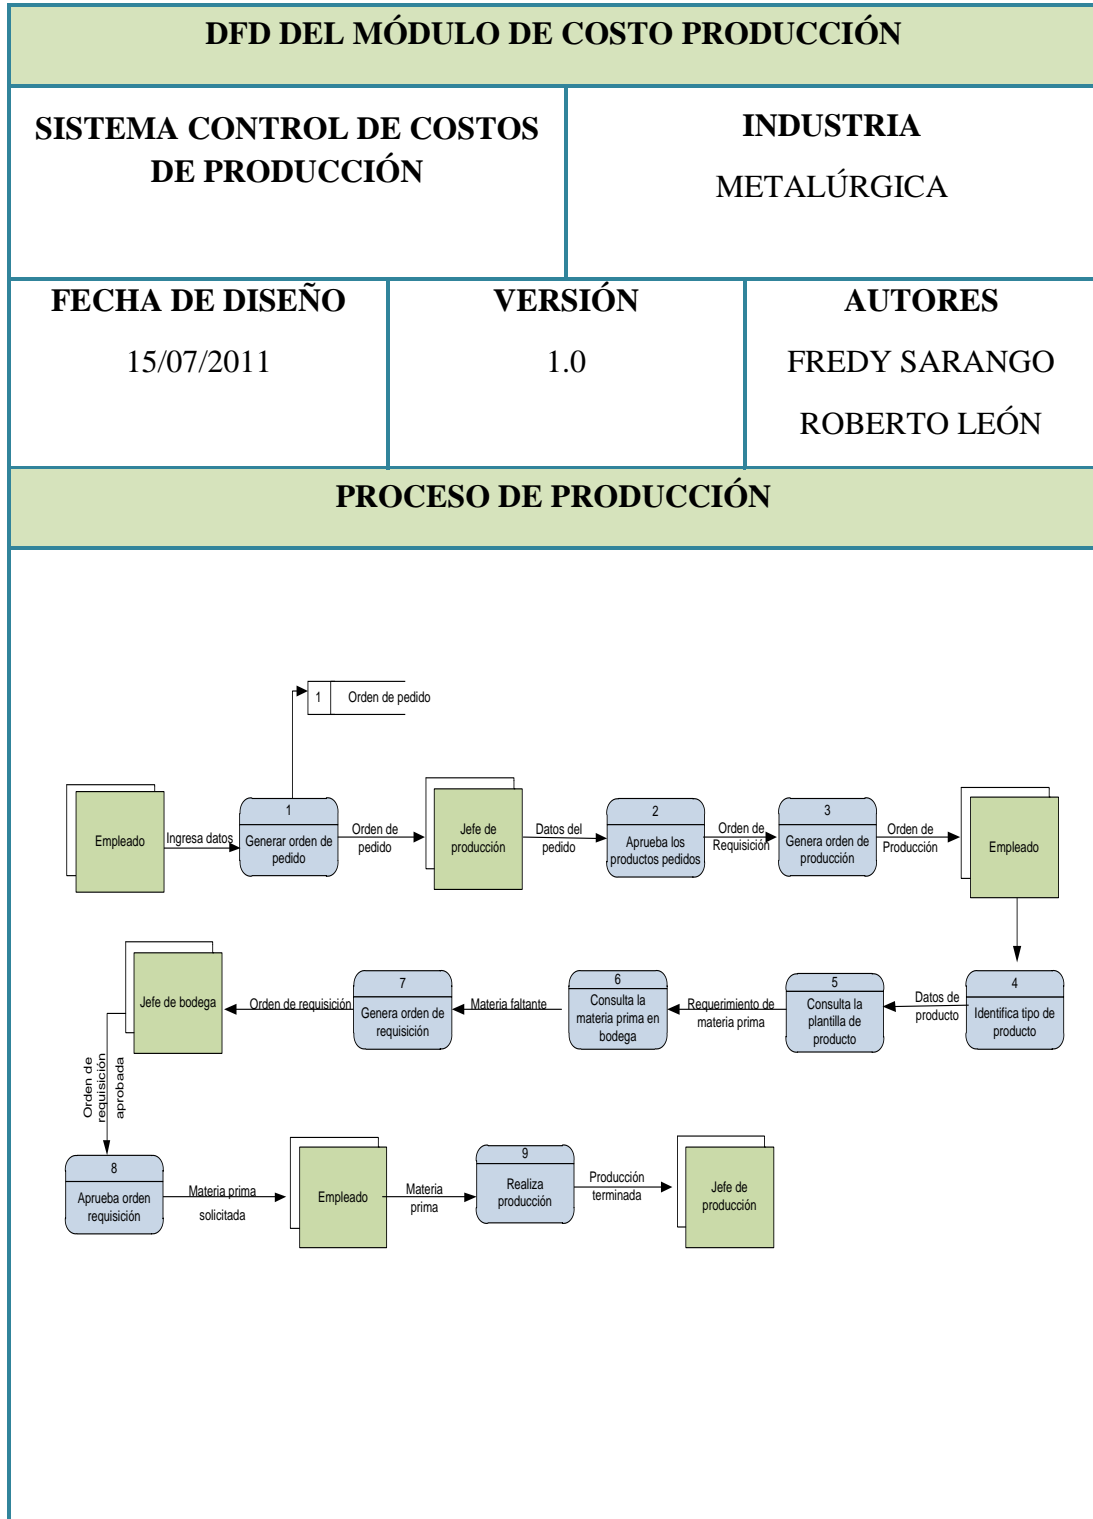 DFD DEL MÓDULO DE COSTO PRODUCCIÓN
SISTEMA CONTROL DE COSTOS
DE PRODUCCIÓN
INDUSTRIA
METALÚRGICA
FECHA DE DISEÑO
15/07/2011
VERSIÓN
1.0
AUTORES
FREDY SARANGO
ROBERTO LEÓN
PROCESO DE PRODUCCIÓN
1
Orden de pedido
Empleado
Ingresa datos
1
Generar orden de
pedido
Orden de
pedido
Jefe de
producción
Datos del
pedido
2
Aprueba los
productos pedidos
Orden de
Requisición
3
Genera orden de
producción
Orden de
Producción
Empleado
4
Identifica tipo de
producto
Datos de
producto
5
Consulta la
plantilla de
producto
Requerimiento de
materia prima
6
Consulta la
materia prima en
bodega
Materia faltante
7
Genera orden de
requisición
Orden de requisición
Jefe de bodega
Orden de
requisición
aprobada
8
Aprueba orden
requisición
Materia prima
solicitada
Empleado
Materia
prima
9
Realiza
producción
Producción
terminada
Jefe de
producción